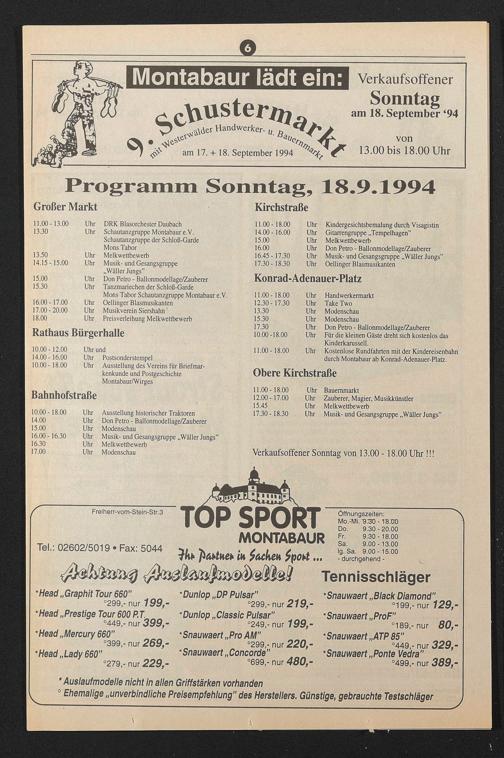 6
Montabaur lädt ein:
9. Schustermarkt
mit Westerwälder Handwerker- u. Bauernmarkt
am 17. + 18. September 1994
Verkaufsoffener
Sonntag
am 18. September ‘94
von
13.00 bis 18.00 Uhr
Programm Sonntag, 18.9.1994
Großer Markt
11.00 - 13.00 Uhr DRK Blasorchester Daubach
13.30 Uhr Schautanzgruppe Montabaur e.V.
Schautanzgruppe der Schloß-Garde
Mons Tabor
13.50 Uhr Melkwettbewerb
14.15 - 15.00 Uhr Musik- und Gesangsgruppe
„Wäller Jungs"
15.00 Uhr Don Petro - Ballonmodellage/Zauberer
15.30 Uhr Tanzmariechen der Schloß-Garde
Mons Tabor Schautanzgruppe Montabaur e.V.
16.00 - 17.00 Uhr Oellinger Blasmusikanten
17.00 - 20.00 Uhr Musikverein Siershahn
18.00 Uhr Preisverleihung Melkwettbewerb
Rathaus Bürgerhalle
10.00 - 12.00 Uhr und
14.00 - 16.00 Uhr Postsonderstempel
10.00 - 18.00 Uhr Ausstellung des Vereins für Briefmar-
kenkunde und Postgeschichte
Montabaur/Wirges
Bahnhofstraße
10.00 - 18.00 Uhr Ausstellung historischer Traktoren
14.00 Uhr Don Petro - Ballonmodellage/Zauberer
15.00 Uhr Modenschau
16.00 - 16.30 Uhr Musik- und Gesangsgruppe „Wäller Jungs"
16.30 Uhr Melkwettbewerb
17.00 Uhr Modenschau
Kirchstraße
11.00 - 18.00 Uhr Kindergesichtsbemalung durch Visagistin
14.00 - 16.00 Uhr Gitarrengruppe „Tempelhagen"
15.00 Uhr Melkwettbewerb
16.00 Uhr Don Petro - Ballonmodellage/Zauberer
16.45 - 17.30 Uhr Musik- und Gesangsgruppe „Wäller Jungs"
17.30 - 18.30 Uhr Oellinger Blasmusikanten
Konrad-Adenauer-Platz
11.00 - 18.00 Uhr Handwerkermarkt
12.30 - 17.30 Uhr Take Two
13.30 Uhr Modenschau
15.30 Uhr Modenschau
17.30 Uhr Don Petro - Ballonmodellage/Zauberer
10.00 -18.00 Uhr Für die kleinen Gäste dreht sich kostenlos das
Kinderkarussell.
11.00 - 18.00 Uhr Kostenlose Rundfahrten mit der Kindereisenbahn
durch Montabaur ab Konrad-Adenauer-Platz.
Obere Kirchstraße
11.00 - 18.00 Uhr Bauernmarkt
12.00 - 17.00 Uhr Zauberer, Magier, Musikkünstler
15.45 Uhr Melkwettbewerb
17.30 - 18.30 Uhr Musik- und Gesangsgruppe „Wäller Jungs"
Verkaufsoffener Sonntag von 13.00 - 18.00 Uhr !!!
Freiherr-vom-Stein-Str.3
TOP SPORT
MONTABAUR
Tel.: 02602/5019 • Fax: 5044
Ihr Partner in Sachen Sport ...
Öffnungszeiten:
Mo.-Mi. 9.30 - 18.00
Do. 9.30 - 20.00
Fr. 9.30 - 18.00
Sa. 9.00 - 13.00
lg. Sa. 9.00 - 15.00
- durchgehend -
Achtung Auslaufmodelle!
Tennisschläger
*Head „Graphit Tour 660"
°299,- nur 199,-
*Head „Prestige Tour 600 P.T.
°449,- nur 399,-
*Head „Mercury 660"
°399,- nur 269,-
*Head „Lady 660"
°279,- nur 229,-
*Dunlop „DP Pulsar"
°299,- nur 219,-
*Dunlop „Classic Pulsar"
°249,- nur 199,-
*Snauwaert „Pro AM"
°299,- nur 220,-
*Snauwaert „Concorde"
°699,- nur 480,-
*Snauwaert „Black Diamond"
°199,- nur 129,-
*Snauwaert „ProF"
°189,- nur 80,-
*Snauwaert „ATP 85"
°449,- nur 329,-
*Snauwaert „Ponte Vedra"
°499,- nur 389,-
* Auslaufmodelle nicht in allen Griffstärken vorhanden
° Ehemalige „unverbindliche Preisempfehlung" des Herstellers. Günstige, gebrauchte Testschläger